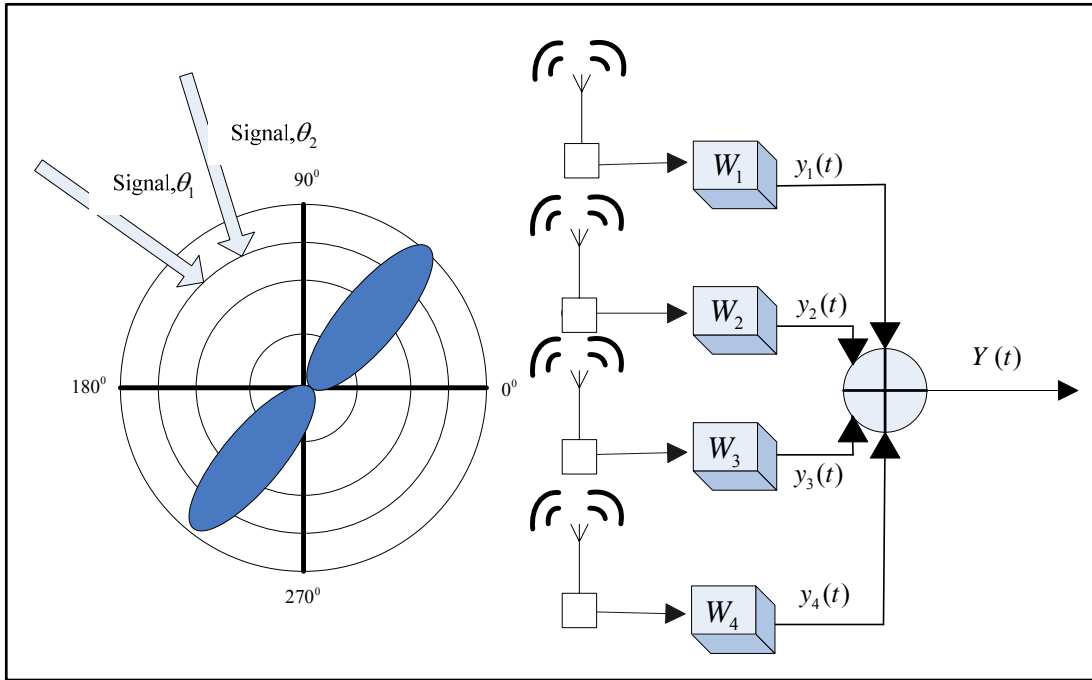 Signal,θ₂
Signal,θ₁
90⁰
180⁰
0⁰
270⁰
W₁
y₁(t)
W₂
y₂(t)
W₃
y₃(t)
W₄
y₄(t)
Y(t)